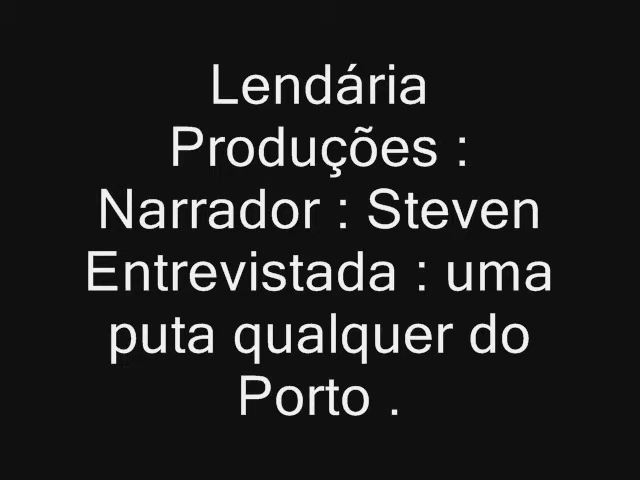 Lendária
Produções :
Narrador : Steven
Entrevistada : uma
puta qualquer do
Porto .